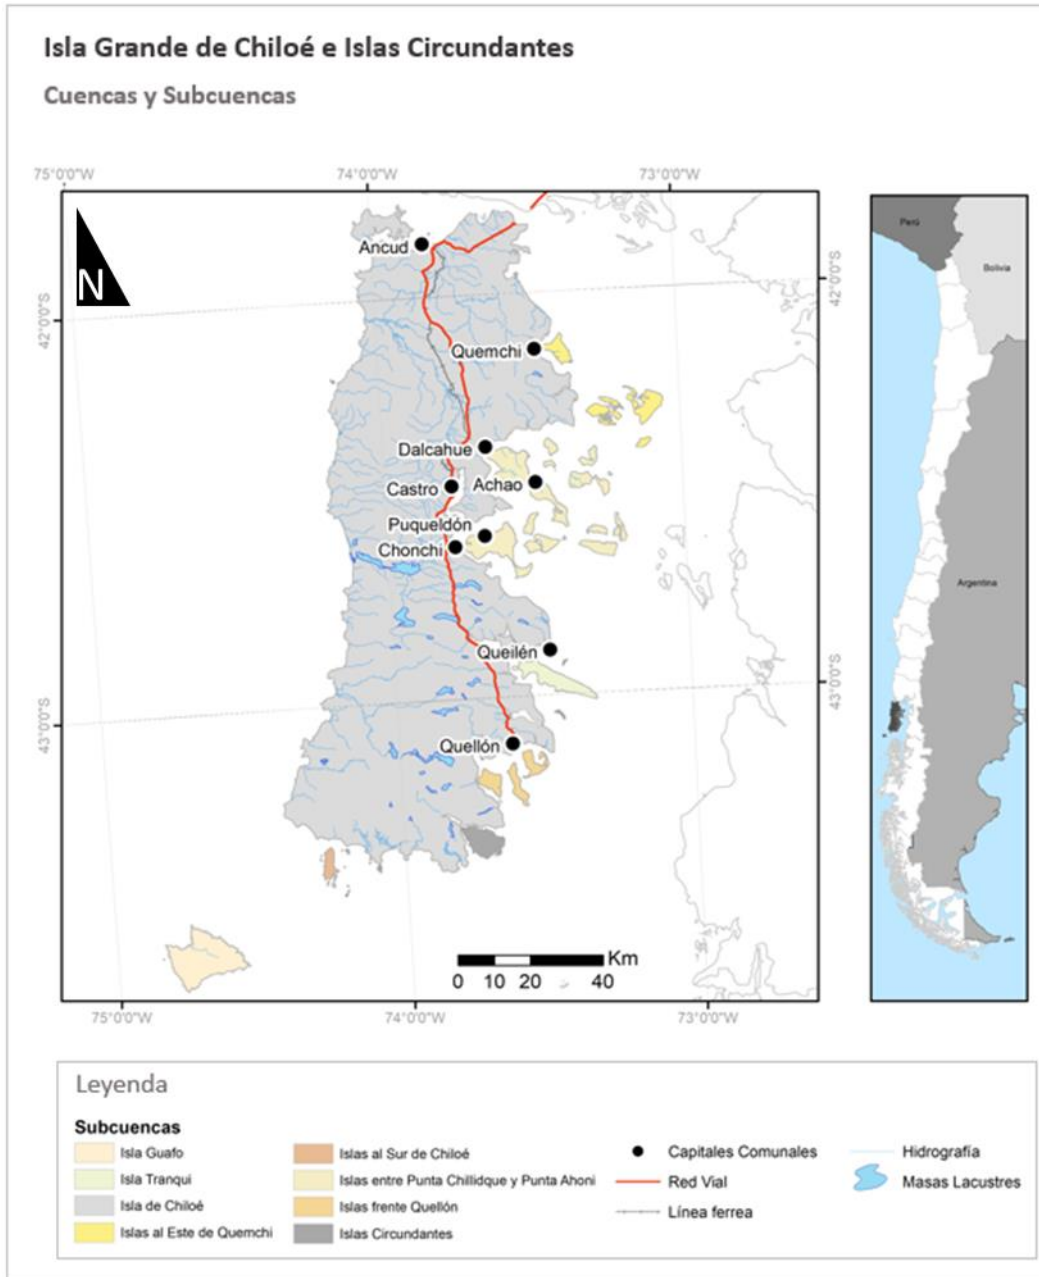 Isla Grande de Chiloé e Islas Circundantes
Cuencas y Subcuencas
75°0'0"W 74°0'0"W 73°0'0"W
N
42°0'0"S
42°0'0"S
43°0'0"S
43°0'0"S
Ancud
Quemchi
Dalcahue
Castro
Achao
Puqueldón
Chonchi
Queilén
Quellón
Km
0 10 20 40
75°0'0"W 74°0'0"W 73°0'0"W
Perú
Bolivia
Argentina
Leyenda
Subcuencas
Isla Guafo
Isla Tranqui
Isla de Chiloé
Islas al Este de Quemchi
Islas al Sur de Chiloé
Islas entre Punta Chillidque y Punta Ahoni
Islas frente Quellón
Islas Circundantes
Capitales Comunales
Red Vial
Línea ferrea
Hidrografía
Masas Lacustres